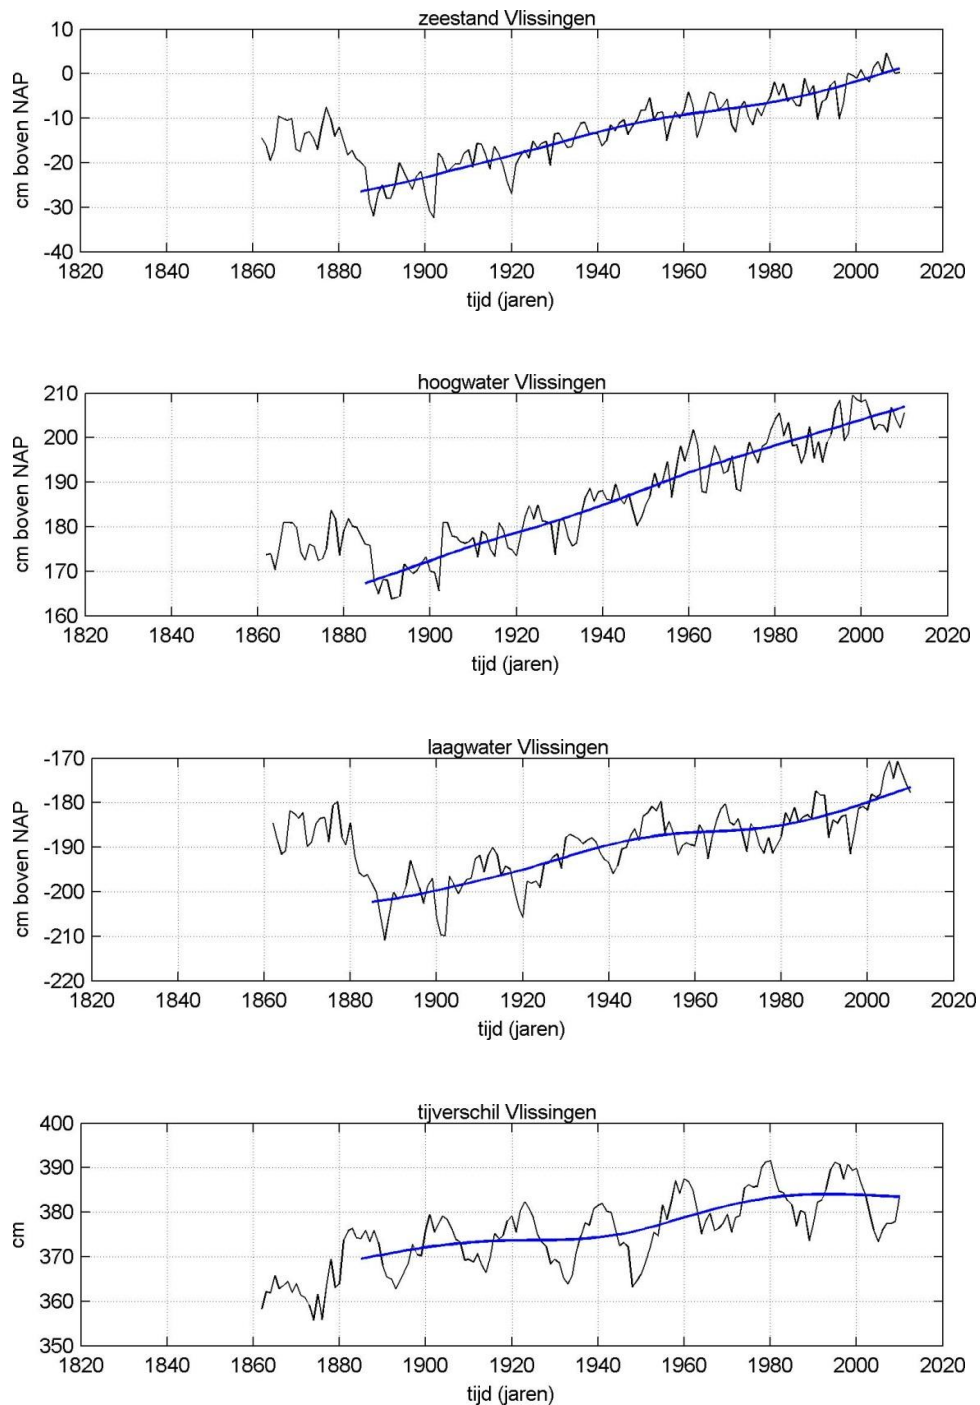 zeestand Vlissingen
10
0
-10
-20
-30
-40
cm boven NAP
1820 1840 1860 1880 1900 1920 1940 1960 1980 2000 2020
tijd (jaren)
hoogwater Vlissingen
210
200
190
180
170
160
cm boven NAP
1820 1840 1860 1880 1900 1920 1940 1960 1980 2000 2020
tijd (jaren)
laagwater Vlissingen
-170
-180
-190
-200
-210
-220
cm boven NAP
1820 1840 1860 1880 1900 1920 1940 1960 1980 2000 2020
tijd (jaren)
tijverschil Vlissingen
400
390
380
370
360
350
cm
1820 1840 1860 1880 1900 1920 1940 1960 1980 2000 2020
tijd (jaren)